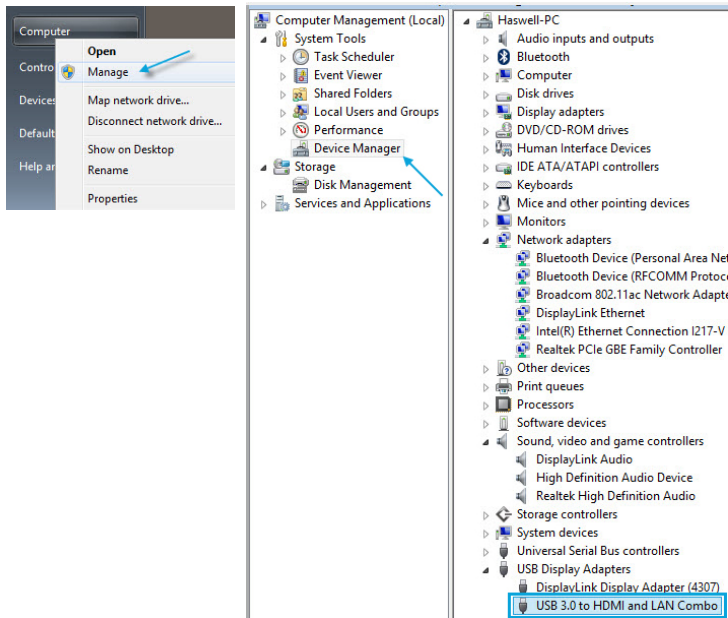 Computer
Contro
Devices
Default
Help ar
Open
Manage
Map network drive...
Disconnect network drive...
Show on Desktop
Rename
Properties
Computer Management (Local)
System Tools
Task Scheduler
Event Viewer
Shared Folders
Local Users and Groups
Performance
Device Manager
Storage
Disk Management
Services and Applications
Haswell-PC
Audio inputs and outputs
Bluetooth
Computer
Disk drives
Display adapters
DVD/CD-ROM drives
Human Interface Devices
IDE ATA/ATAPI controllers
Keyboards
Mice and other pointing devices
Monitors
Network adapters
Bluetooth Device (Personal Area Net
Bluetooth Device (RFCOMM Protoco
Broadcom 802.11ac Network Adapte
DisplayLink Ethernet
Intel(R) Ethernet Connection I217-V
Realtek PCIe GBE Family Controller
Other devices
Print queues
Processors
Software devices
Sound, video and game controllers
DisplayLink Audio
High Definition Audio Device
Realtek High Definition Audio
Storage controllers
System devices
Universal Serial Bus controllers
USB Display Adapters
DisplayLink Display Adapter (4307)
USB 3.0 to HDMI and LAN Combo